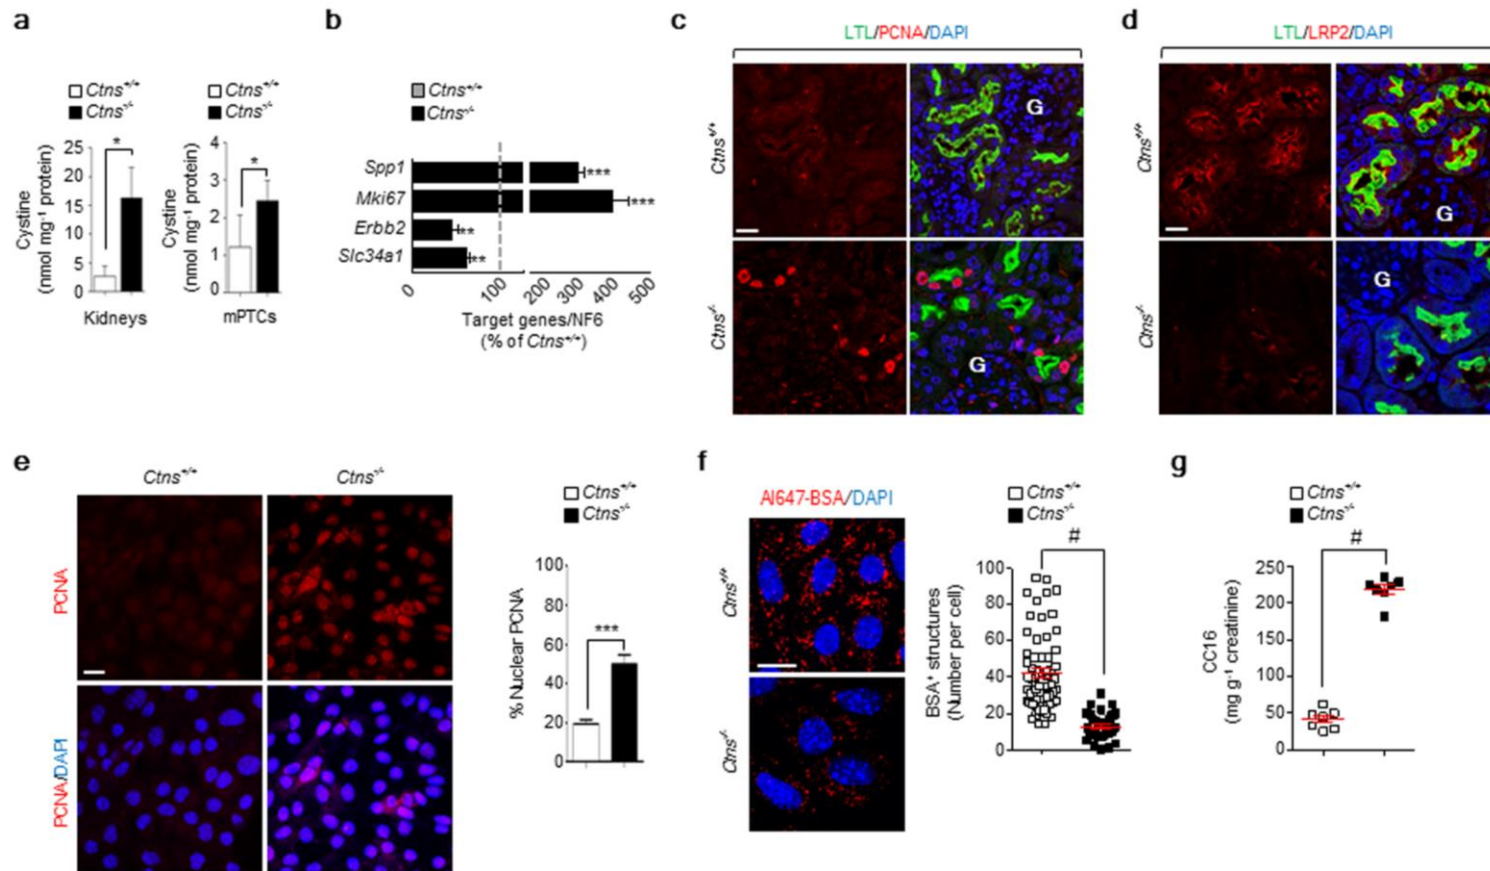 a
Ctns+/+
Ctns-/-
Ctns+/+
Ctns-/-
Cystine
(nmol mg-1 protein)
25
20
15
10
5
0
*
Kidneys
Cystine
(nmol mg-1 protein)
4
3
2
1
0
*
mPTCs
b
Ctns+/+
Ctns-/-
Spp1
***
Mki67
***
Erbb2
**
Slc34a1
**
0 100 200 300 400 500
Target genes/NF6
(% of Ctns+/+)
c
LTL/PCNA/DAPI
Ctns+/+
G
Ctns-/-
G
d
LTL/LRP2/DAPI
Ctns+/+
G
Ctns-/-
G
e
Ctns+/+ Ctns-/-
PCNA
PCNA/DAPI
Ctns+/+
Ctns-/-
% Nuclear PCNA
100
80
60
40
20
0
***
f
Al647-BSA/DAPI
Ctns+/+
Ctns-/-
Ctns+/+
Ctns-/-
#
BSA+ structures
(Number per cell)
100
80
60
40
20
0
g
Ctns+/+
Ctns-/-
#
CC16
(mg g-1 creatinine)
250
200
150
100
50
0